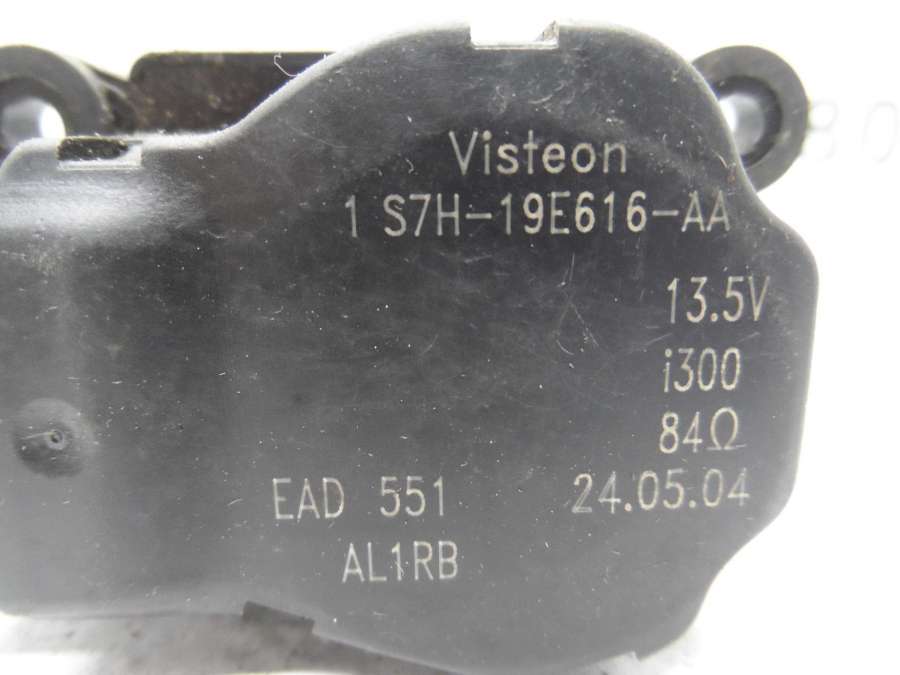 Visteon
1 S7H-19E616-AA
13.5V
i300
84Ω
EAD 551 24.05.04
AL1RB